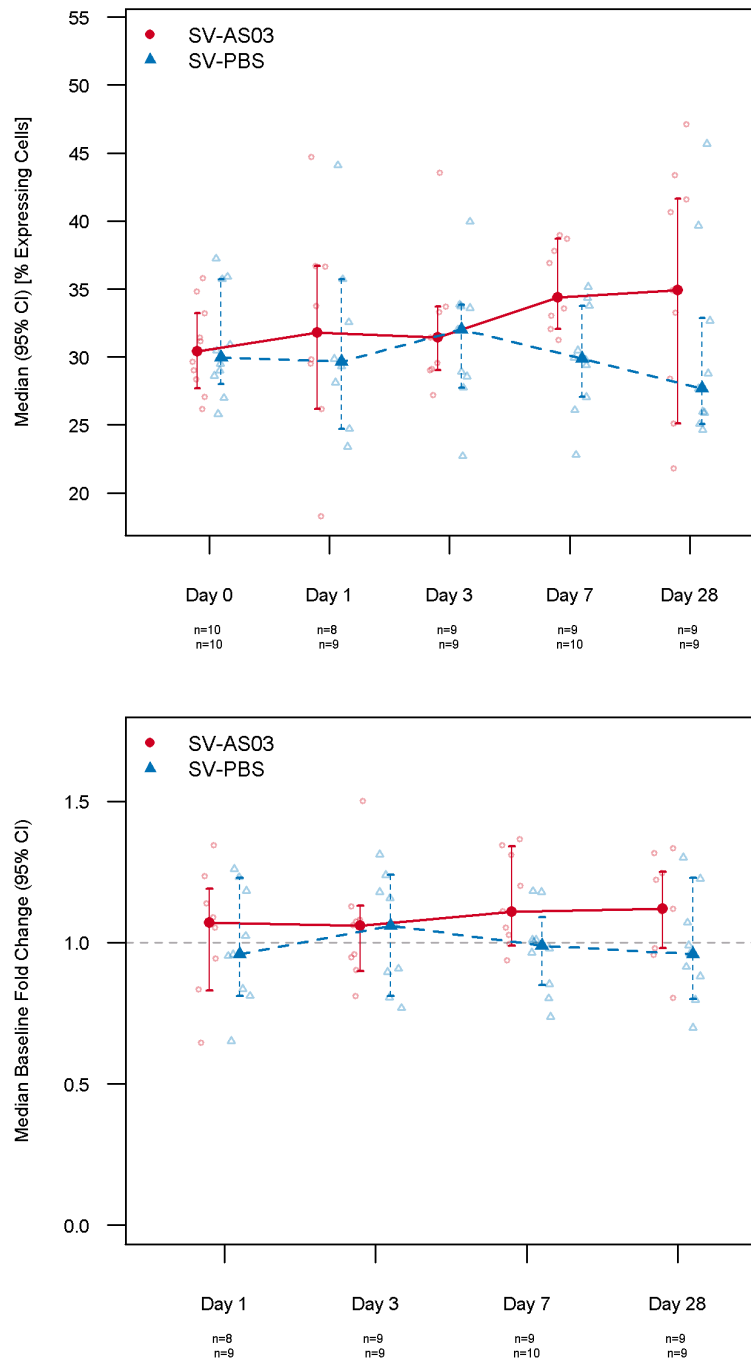 Median (95% CI) [% Expressing Cells]
55
50
45
40
35
30
25
20
SV-AS03
SV-PBS
Day 0 Day 1 Day 3 Day 7 Day 28
n=10 n=8 n=9 n=9 n=9
n=10 n=9 n=9 n=10 n=9
Median Baseline Fold Change (95% CI)
1.5
1.0
0.5
0.0
SV-AS03
SV-PBS
Day 1 Day 3 Day 7 Day 28
n=8 n=9 n=9 n=9
n=9 n=9 n=10 n=9